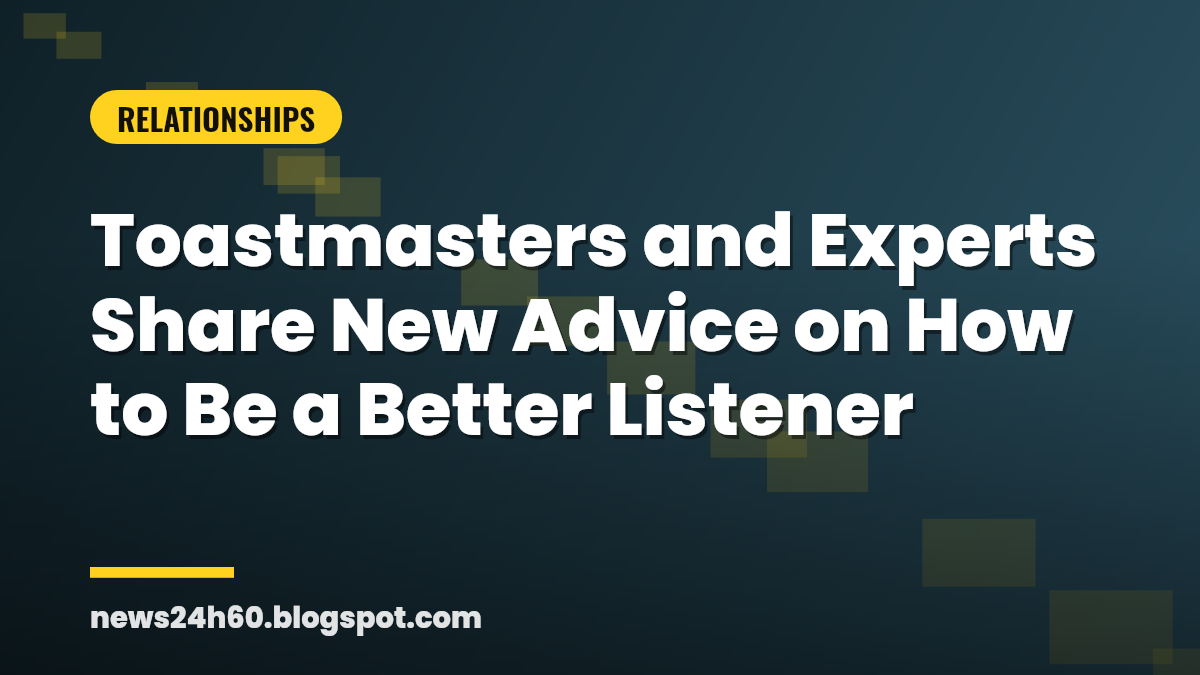 RELATIONSHIPS
Toastmasters and Experts
Share New Advice on How
to Be a Better Listener
news24h60.blogspot.com